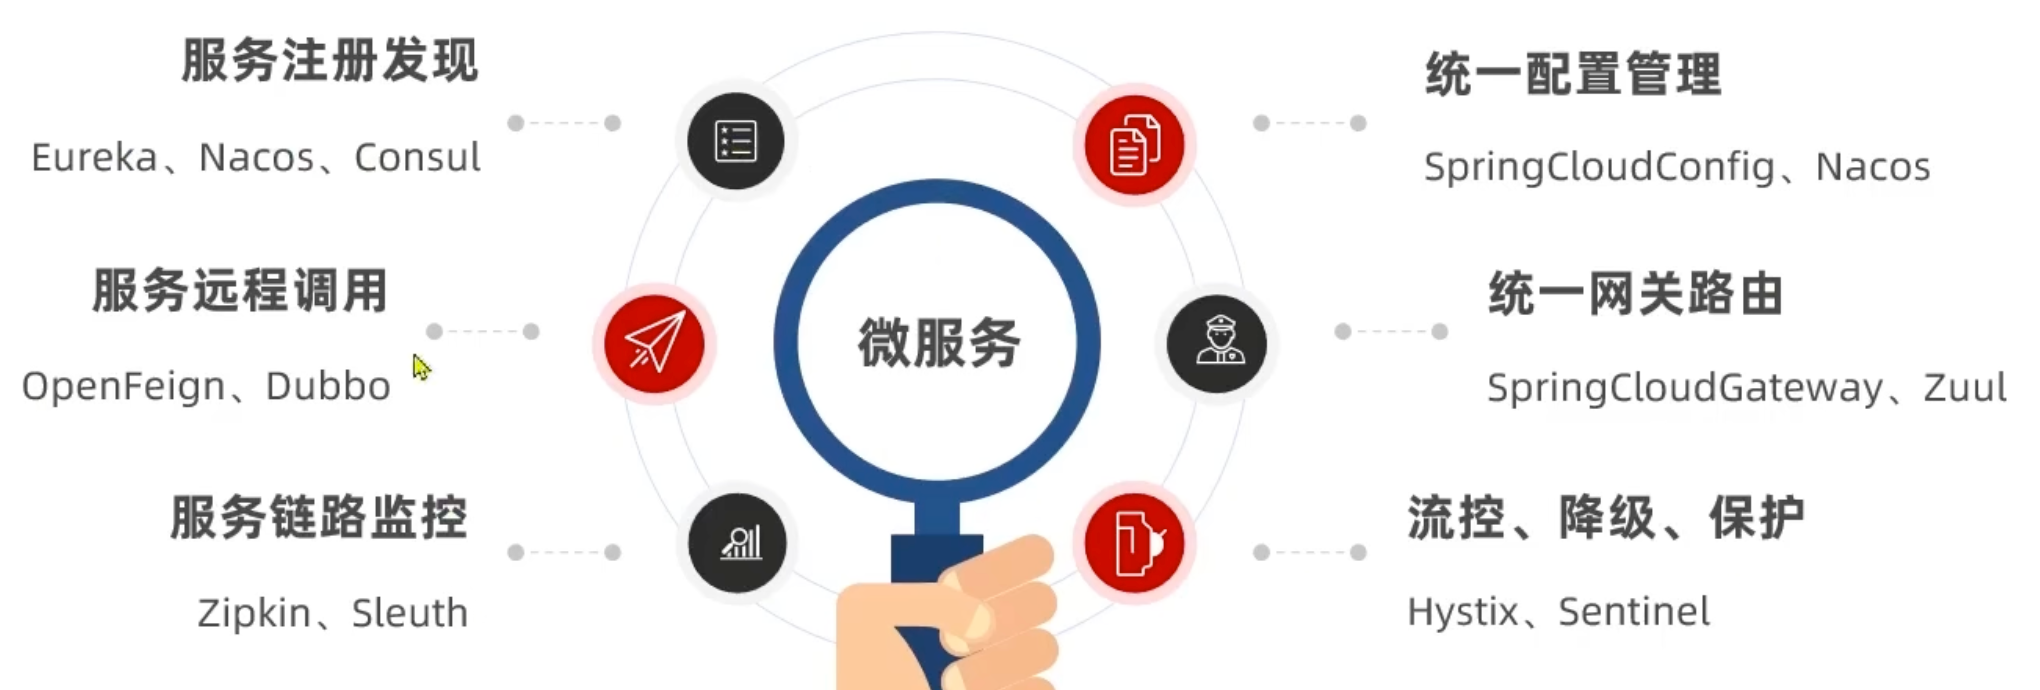 服务注册发现
Eureka、Nacos、Consul
服务远程调用
OpenFeign、Dubbo
服务链路监控
Zipkin、Sleuth
微服务
统一配置管理
SpringCloudConfig、Nacos
统一网关路由
SpringCloudGateway、Zuul
流控、降级、保护
Hystix、Sentinel